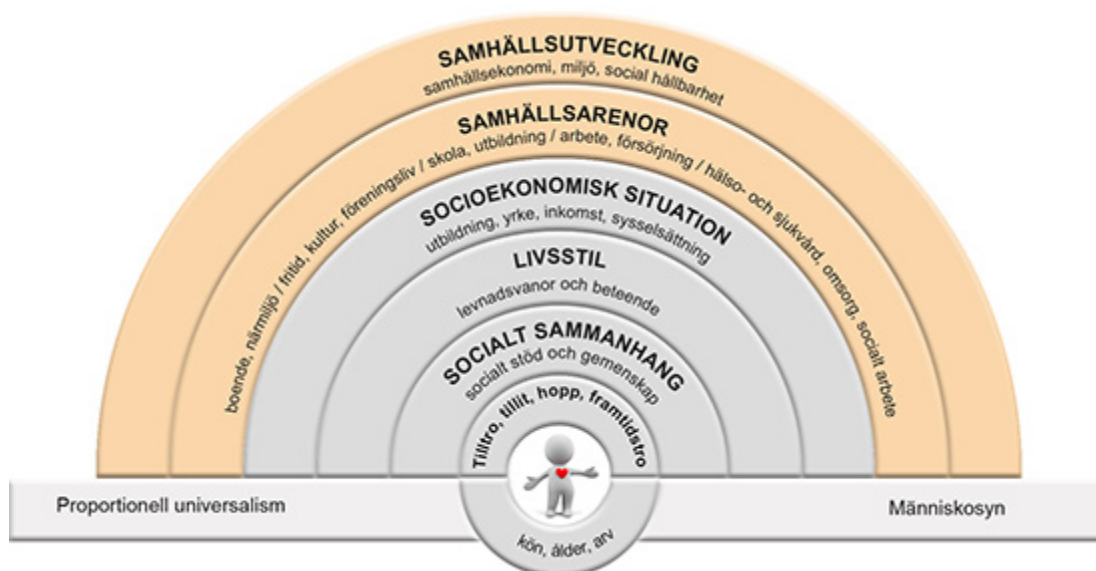 SAMHÄLLSUTVECKLING
samhällsekonomi, miljö, social hållbarhet
SAMHÄLLSARENOR
boende, närmiljö / fritid, kultur, föreningsliv / skola, utbildning / arbete, försörjning / hälso- och sjukvård, omsorg, socialt arbete
SOCIOEKONOMISK SITUATION
utbildning, yrke, inkomst, sysselsättning
LIVSSTIL
levnadsvanor och beteende
SOCIALT SAMMANHANG
socialt stöd och gemenskap
Tilltro, tillit, hopp, framtidstro
Proportionell universalism
Människosyn
kön, ålder, arv